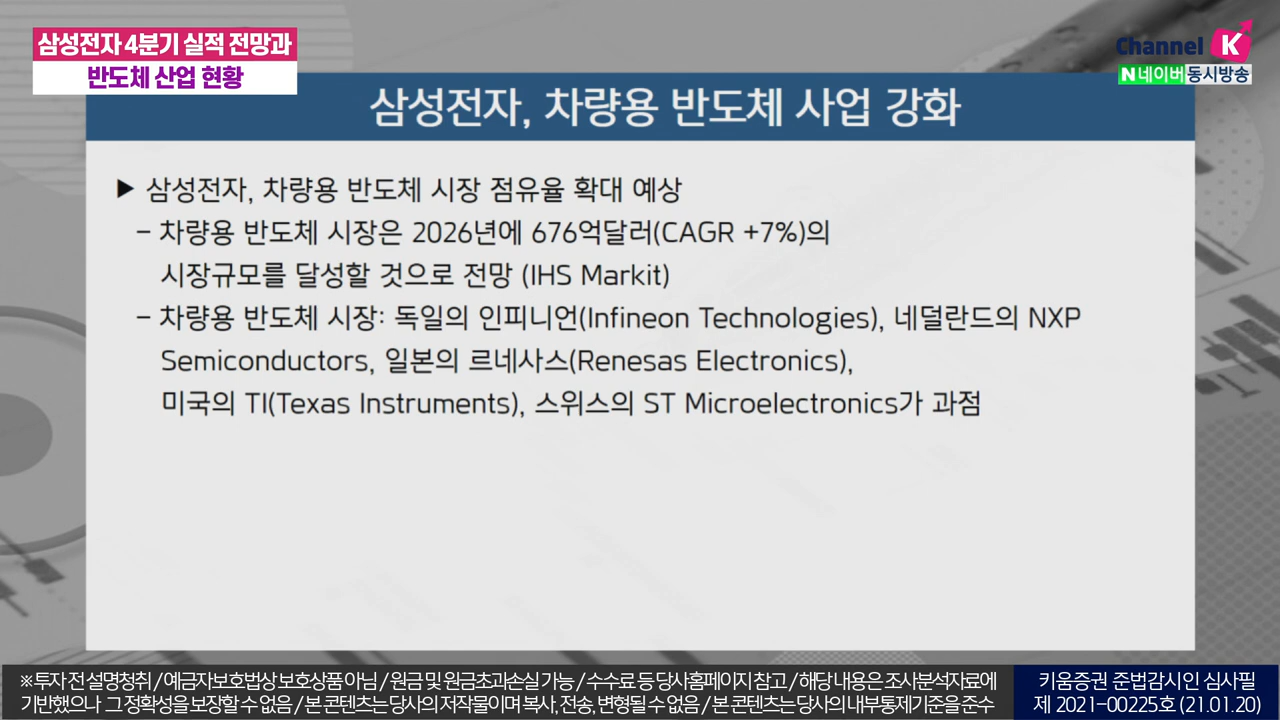 삼성전자 4분기 실적 전망과
반도체 산업 현황
Channel K
N 네이버 동시방송
삼성전자, 차량용 반도체 사업 강화
▶ 삼성전자, 차량용 반도체 시장 점유율 확대 예상
– 차량용 반도체 시장은 2026년에 676억달러(CAGR +7%)의
시장규모를 달성할 것으로 전망 (IHS Markit)
– 차량용 반도체 시장: 독일의 인피니언(Infineon Technologies), 네덜란드의 NXP
Semiconductors, 일본의 르네사스(Renesas Electronics),
미국의 TI(Texas Instruments), 스위스의 ST Microelectronics가 과점
※ 투자 전 설명청취 / 예금자보호법상 보호상품 아님 / 원금 및 원금초과손실 가능 / 수수료 등 당사홈페이지 참고 / 해당 내용은 조사분석자료에
기반했으나 그 정확성을 보장할 수 없음 / 본 콘텐츠는 당사의 저작물이며 복사, 전송, 변형될 수 없음 / 본 콘텐츠는 당사의 내부통제기준을 준수
키움증권 준법감시인 심사필
제 2021-00225호 (21.01.20)